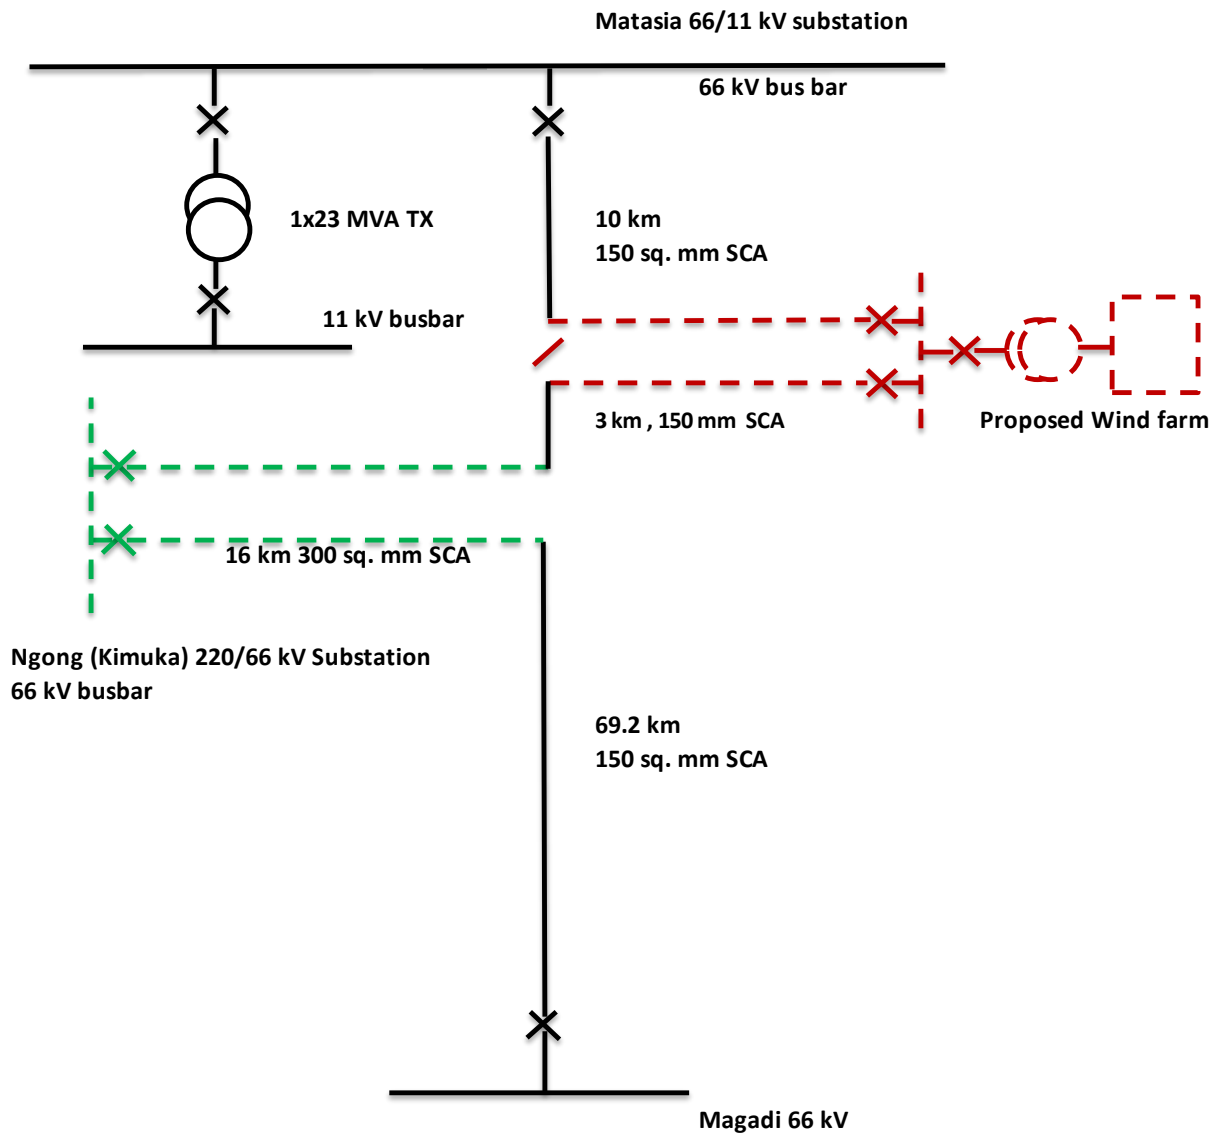 Matasia 66/11 kV substation
66 kV bus bar
1x23 MVA TX
10 km
150 sq. mm SCA
11 kV busbar
3 km , 150 mm SCA
Proposed Wind farm
16 km 300 sq. mm SCA
Ngong (Kimuka) 220/66 kV Substation
66 kV busbar
69.2 km
150 sq. mm SCA
Magadi 66 kV